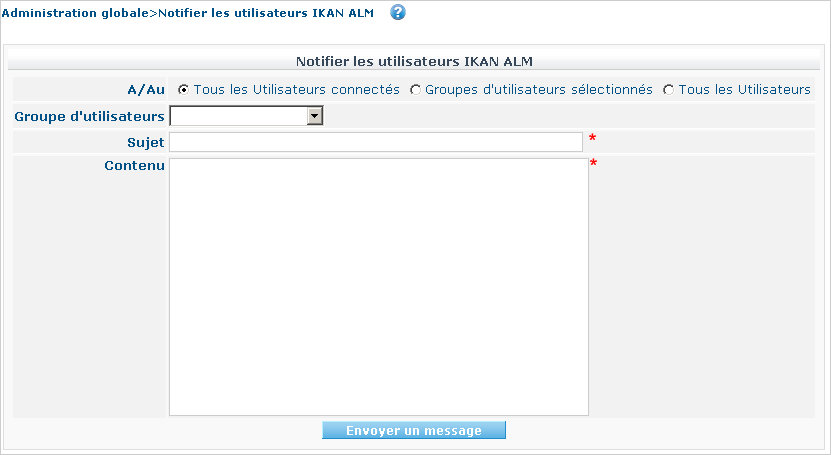 Administration globale>Notifier les utilisateurs IKAN ALM ?
Notifier les utilisateurs IKAN ALM
A/Au Tous les Utilisateurs connectés Groupes d'utilisateurs sélectionnés Tous les Utilisateurs
Groupe d'utilisateurs
Sujet *
Contenu *
Envoyer un message